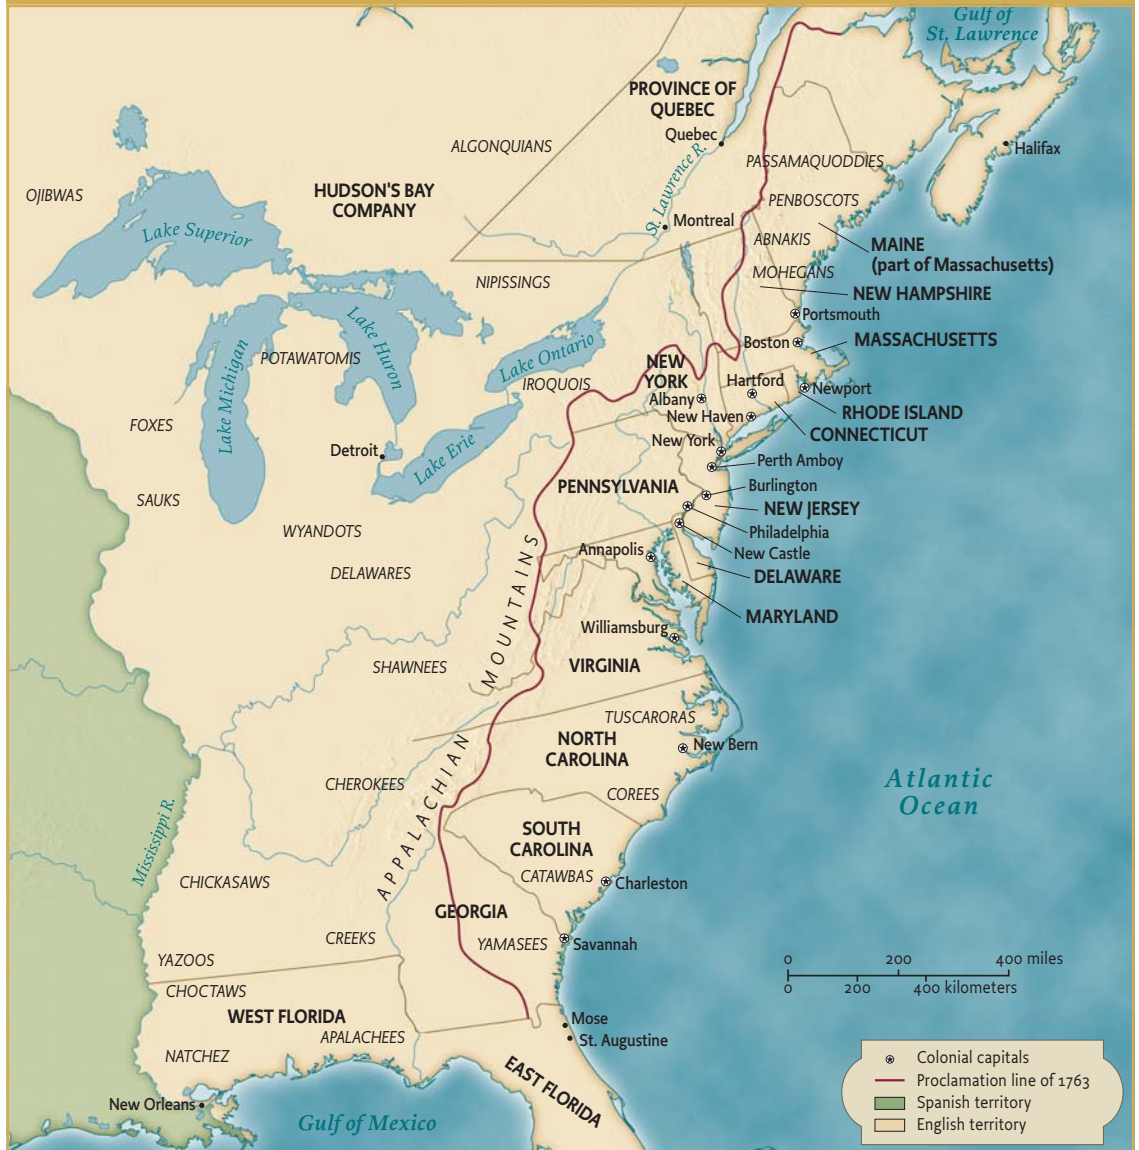 Gulf of
St. Lawrence
PROVINCE OF
QUEBEC
Quebec
Halifax
ALGONQUIANS
PASSAMAQUODDIES
OJIBWAS
HUDSON'S BAY
COMPANY
St. Lawrence R.
PENBOSCOTS
Montreal
Lake Superior
ABNAKIS
MAINE
(part of Massachusetts)
NIPISSINGS
MOHEGANS
NEW HAMPSHIRE
Portsmouth
Lake Huron
Lake Michigan
POTAWATOMIS
Lake Ontario
Boston
MASSACHUSETTS
NEW
YORK
IROQUOIS
Hartford
Newport
Albany
RHODE ISLAND
New Haven
FOXES
CONNECTICUT
Detroit
Lake Erie
New York
Perth Amboy
PENNSYLVANIA
Burlington
SAUKS
NEW JERSEY
WYANDOTS
Philadelphia
Annapolis
New Castle
DELAWARES
DELAWARE
MARYLAND
Williamsburg
SHAWNEES
VIRGINIA
APPALACHIAN MOUNTAINS
TUSCARORAS
NORTH
CAROLINA
New Bern
CHEROKEES
Atlantic
Ocean
COREES
Mississippi R.
SOUTH
CAROLINA
CATAWBAS
CHICKASAWS
Charleston
GEORGIA
CREEKS
YAMASEES
Savannah
YAZOOS
0 200 400 miles
0 200 400 kilometers
CHOCTAWS
WEST FLORIDA
APALACHEES
Mose
St. Augustine
NATCHEZ
EAST FLORIDA
New Orleans
Gulf of Mexico
Colonial capitals
Proclamation line of 1763
Spanish territory
English territory